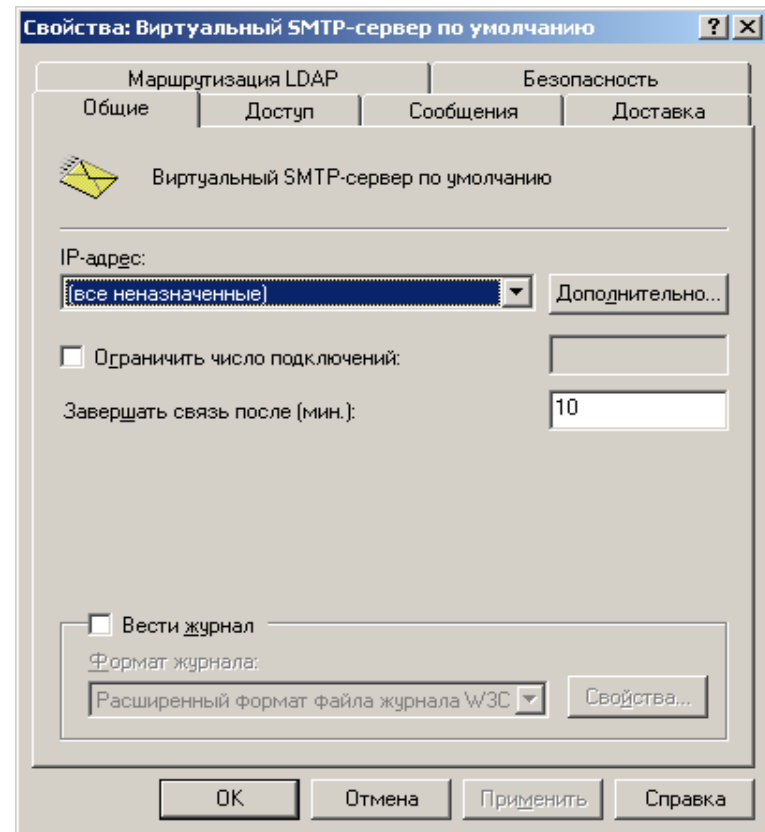 Свойства: Виртуальный SMTP-сервер по умолчанию
Маршрутизация LDAP Безопасность
Общие Доступ Сообщения Доставка
Виртуальный SMTP-сервер по умолчанию
IP-адрес:
(все неназначенные) Дополнительно...
Ограничить число подключений:
Завершать связь после (мин.): 10
Вести журнал
Формат журнала:
Расширенный формат файла журнала W3C Свойства...
OK Отмена Применить Справка